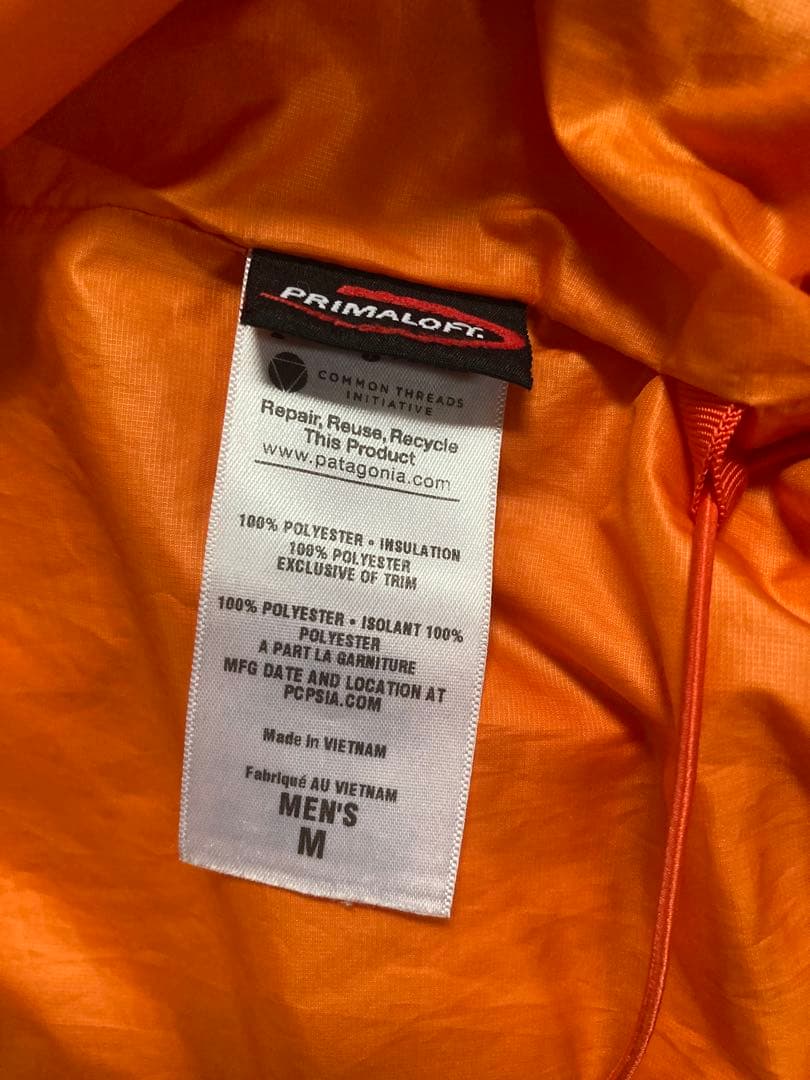 PRIMALOFT.
COMMON THREADS
INITIATIVE
Repair, Reuse, Recycle
This Product
www.patagonia.com
100% POLYESTER • INSULATION
100% POLYESTER
EXCLUSIVE OF TRIM
100% POLYESTER • ISOLANT 100%
POLYESTER
A PART LA GARNITURE
MFG DATE AND LOCATION AT
PCPSIA.COM
Made in VIETNAM
Fabriqué AU VIETNAM
MEN'S
M